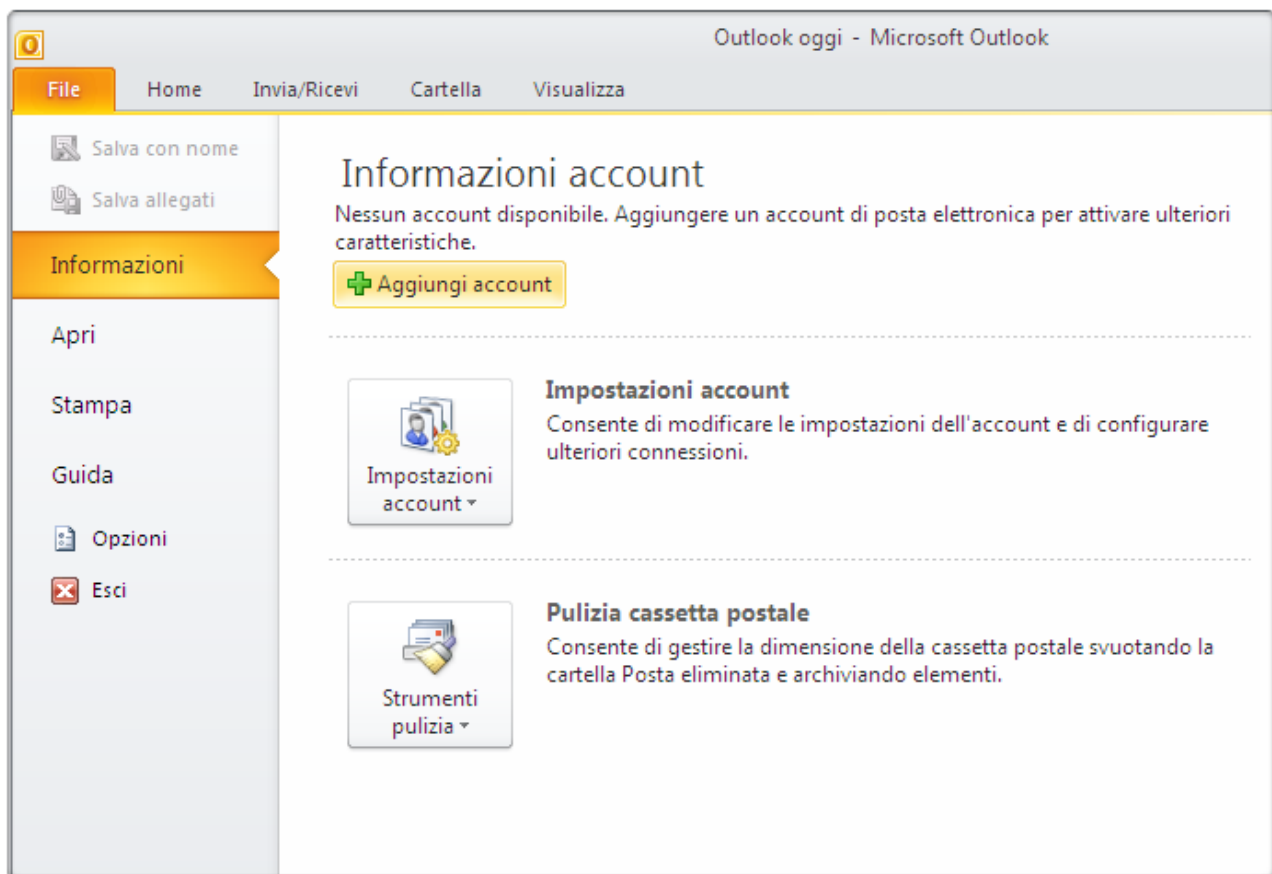 Outlook oggi - Microsoft Outlook
File Home Invia/Ricevi Cartella Visualizza
Salva con nome
Salva allegati
Informazioni
Apri
Stampa
Guida
Opzioni
Esci
Informazioni account
Nessun account disponibile. Aggiungere un account di posta elettronica per attivare ulteriori
caratteristiche.
Aggiungi account
Impostazioni
account
Impostazioni account
Consente di modificare le impostazioni dell'account e di configurare
ulteriori connessioni.
Strumenti
pulizia
Pulizia cassetta postale
Consente di gestire la dimensione della cassetta postale svuotando la
cartella Posta eliminata e archiviando elementi.